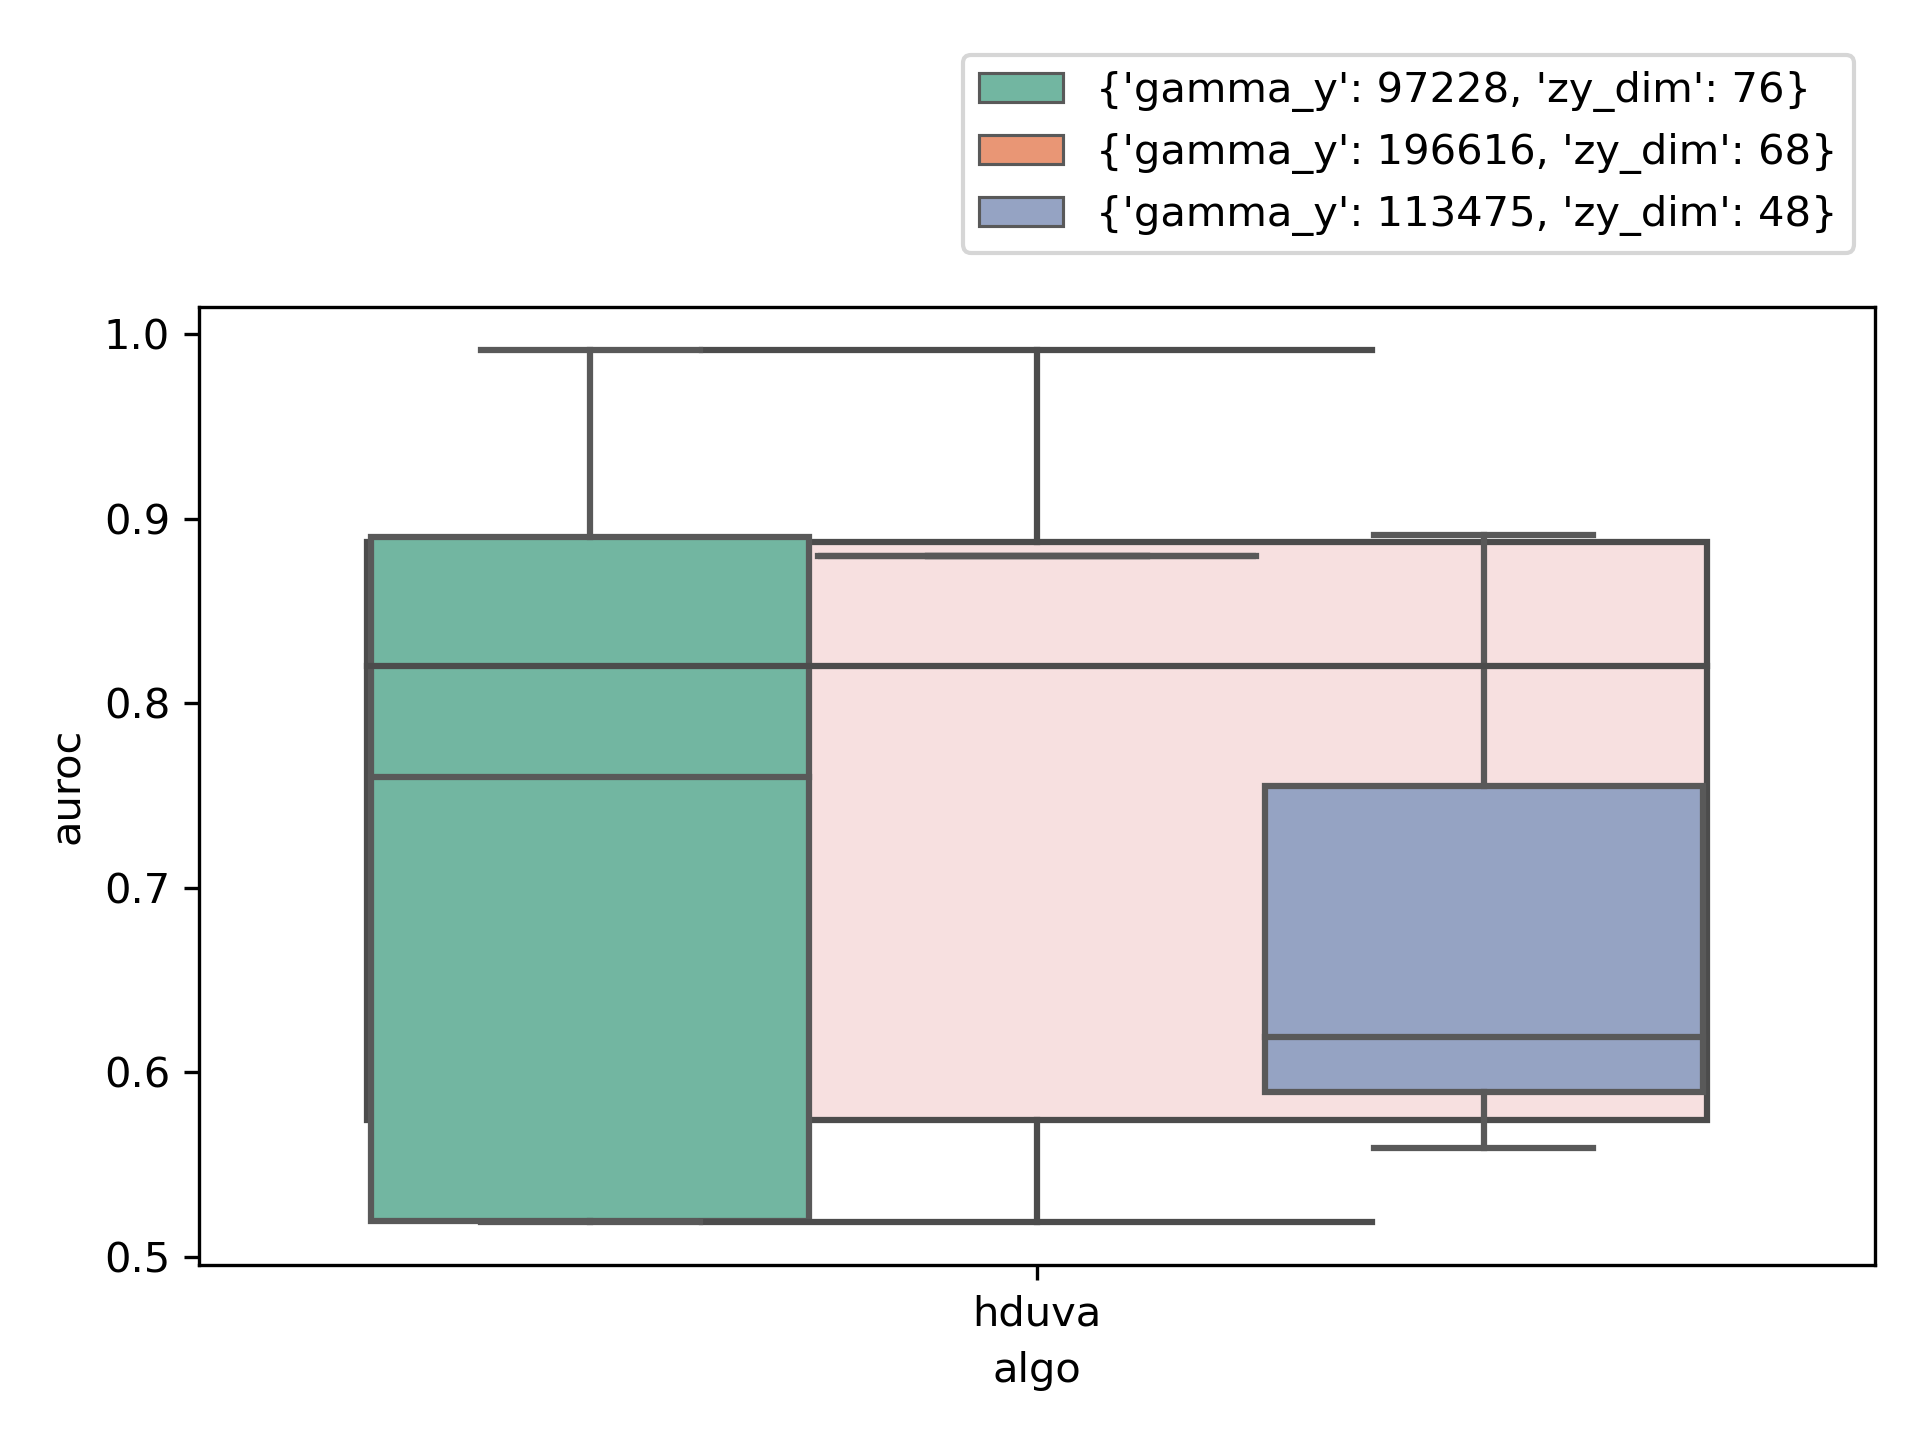 {'gamma_y': 97228, 'zy_dim': 76}
{'gamma_y': 196616, 'zy_dim': 68}
{'gamma_y': 113475, 'zy_dim': 48}
1.0
0.9
0.8
0.7
0.6
0.5
auroc
hduva
algo